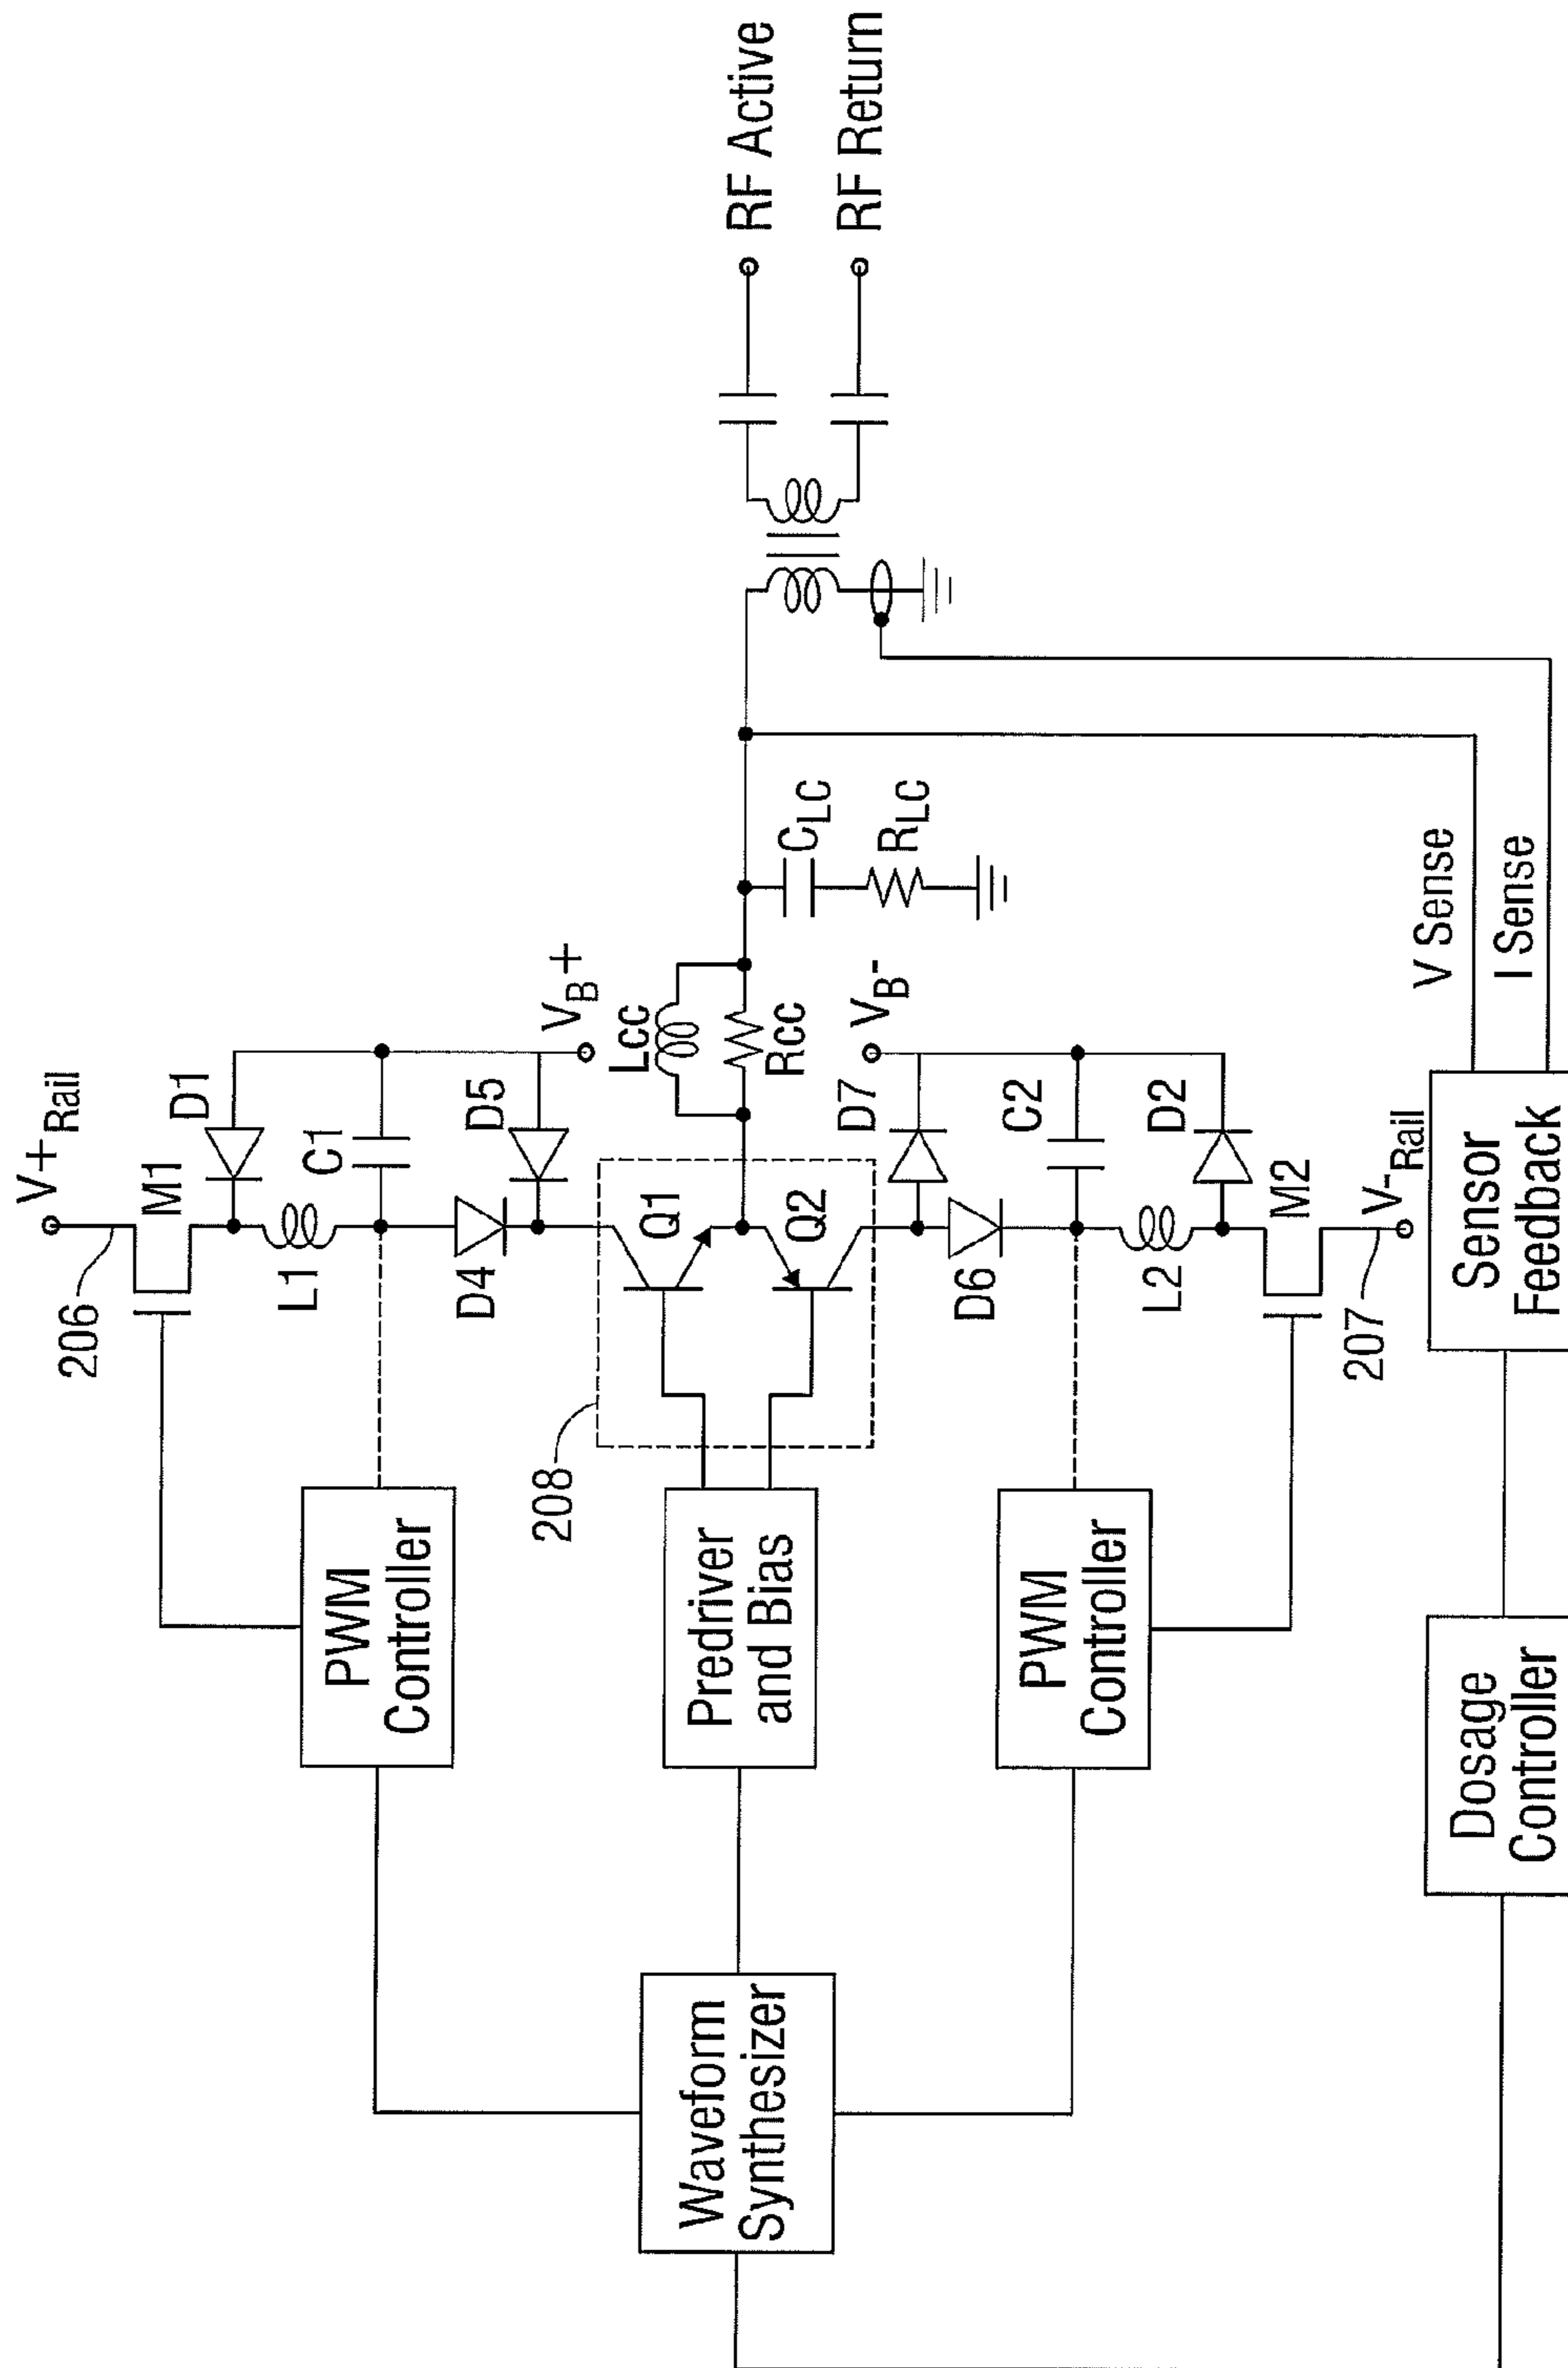 V+Rail
206
M1
D1
L1
C1
D4
D5
VB+
PWM
Controller
208
Q1
Q2
Lcc
Rcc
CLC
RLC
RF Active
RF Return
Predriver
and Bias
Waveform
Synthesizer
VB-
D7
D6
C2
L2
D2
M2
207
V-Rail
PWM
Controller
V Sense
I Sense
Sensor
Feedback
Dosage
Controller